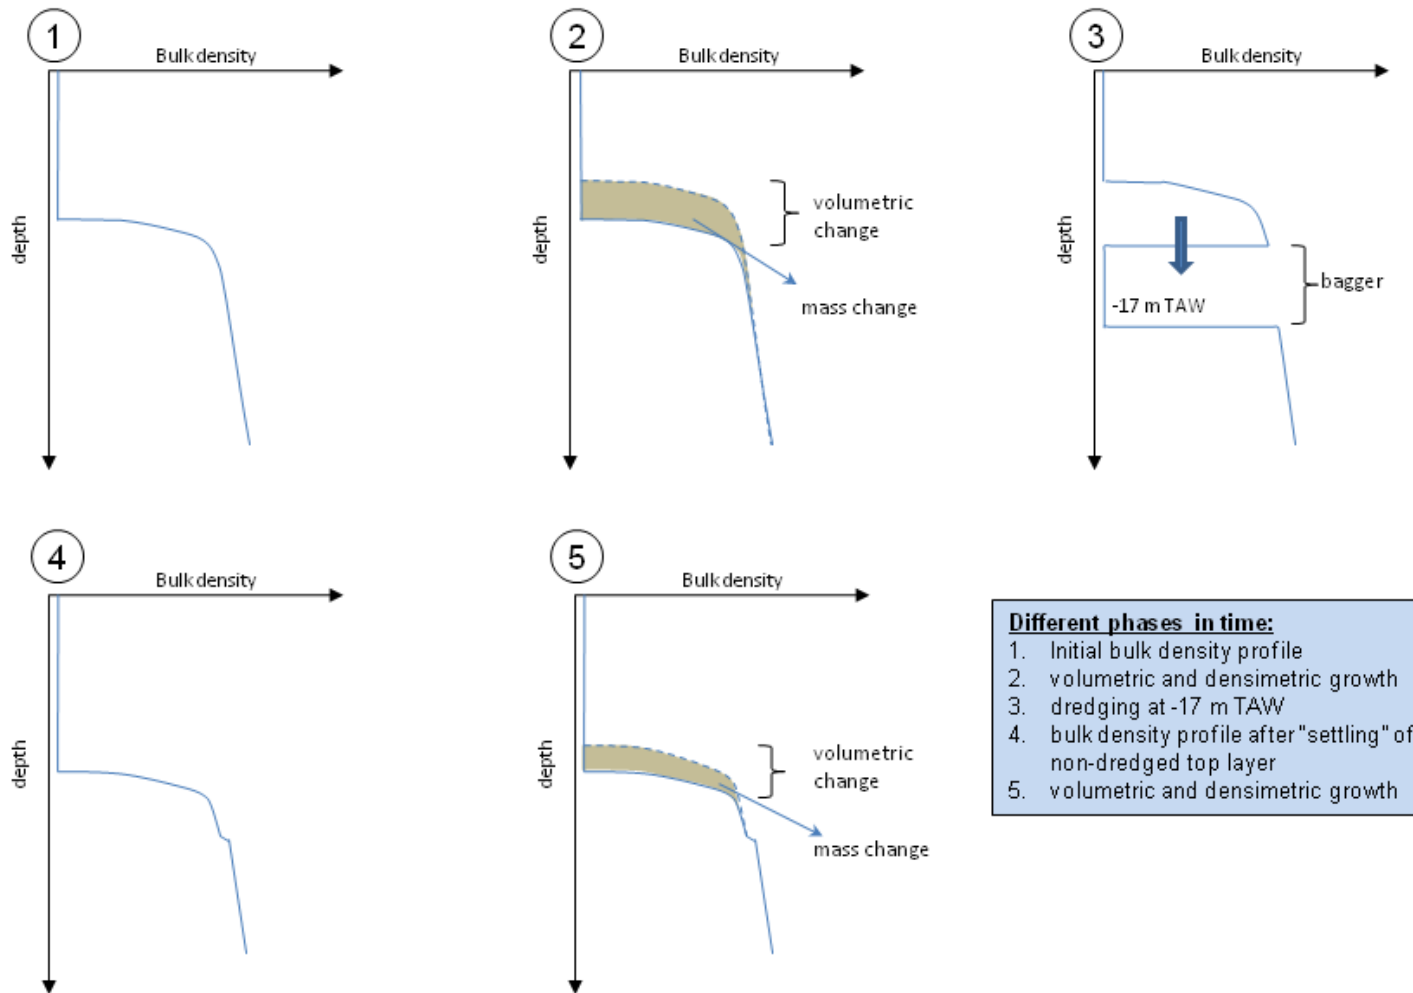 1
Bulk density
depth
2
Bulk density
depth
volumetric
change
mass change
3
Bulk density
depth
bagger
-17 m TAW
4
Bulk density
depth
5
Bulk density
depth
volumetric
change
mass change
Different phases in time:
1. Initial bulk density profile
2. volumetric and densimetric growth
3. dredging at -17 m TAW
4. bulk density profile after "settling" of
non-dredged top layer
5. volumetric and densimetric growth